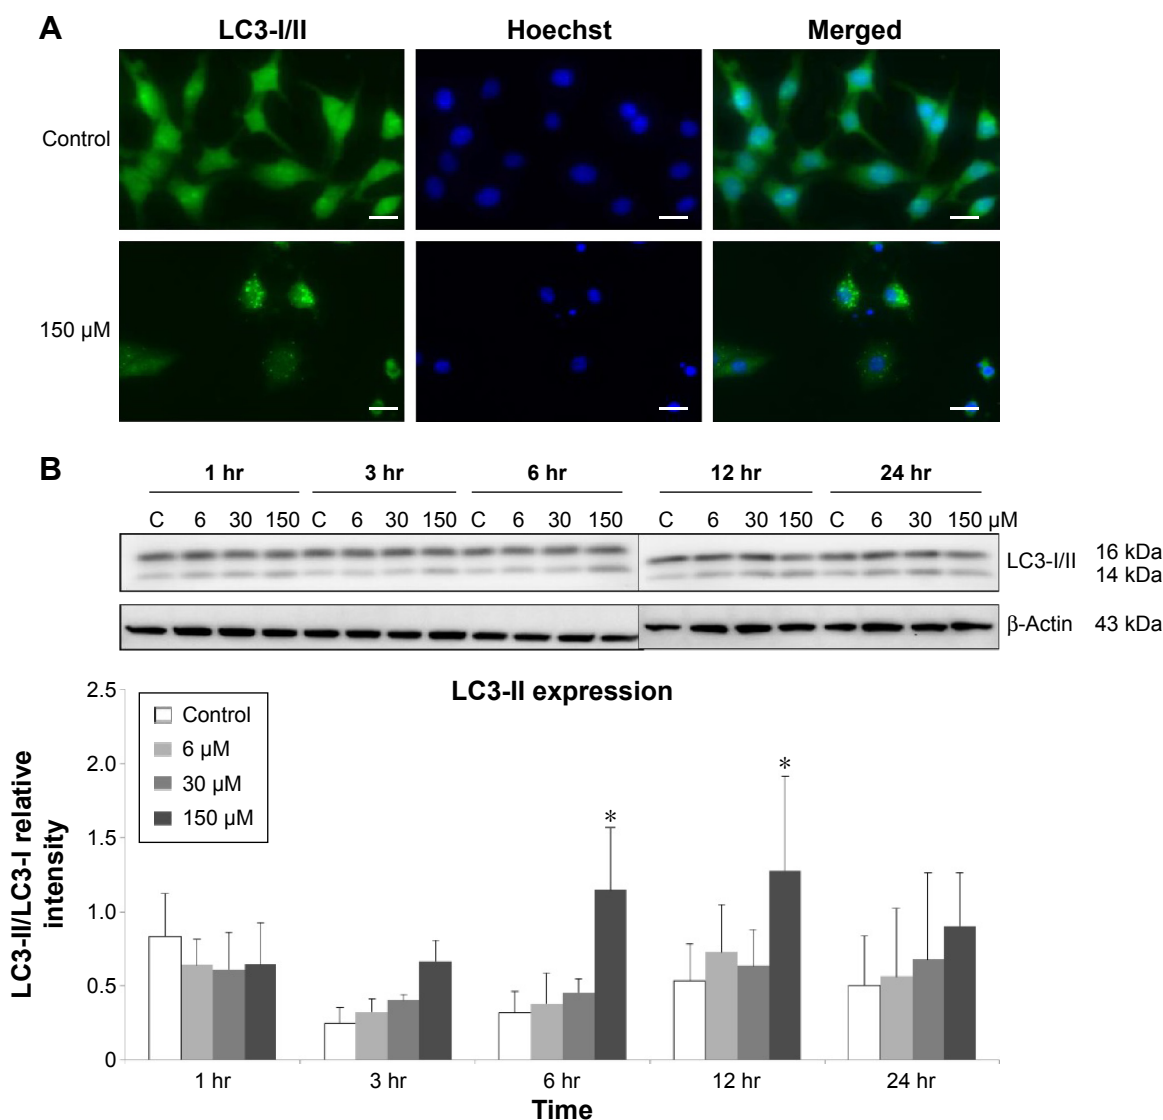 A
LC3-I/II Hoechst Merged
Control
150 µM
B
1 hr 3 hr 6 hr 12 hr 24 hr
C 6 30 150 C 6 30 150 C 6 30 150 C 6 30 150 C 6 30 150 µM
LC3-I/II 16 kDa
14 kDa
β-Actin 43 kDa
LC3-II expression
2.5
2.0
1.5
1.0
0.5
0
Control
6 µM
30 µM
150 µM
* *
LC3-II/LC3-I relative
intensity
1 hr 3 hr 6 hr 12 hr 24 hr
Time